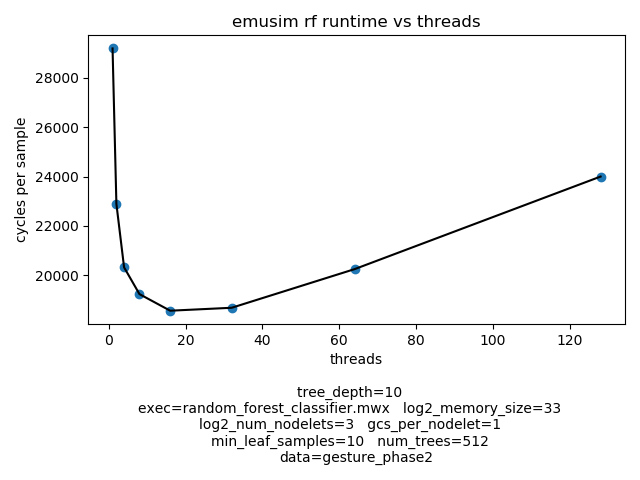 emusim rf runtime vs threads
28000
26000
24000
22000
20000
cycles per sample
0 20 40 60 80 100 120
threads
tree_depth=10
exec=random_forest_classifier.mwx log2_memory_size=33
log2_num_nodelets=3 gcs_per_nodelet=1
min_leaf_samples=10 num_trees=512
data=gesture_phase2